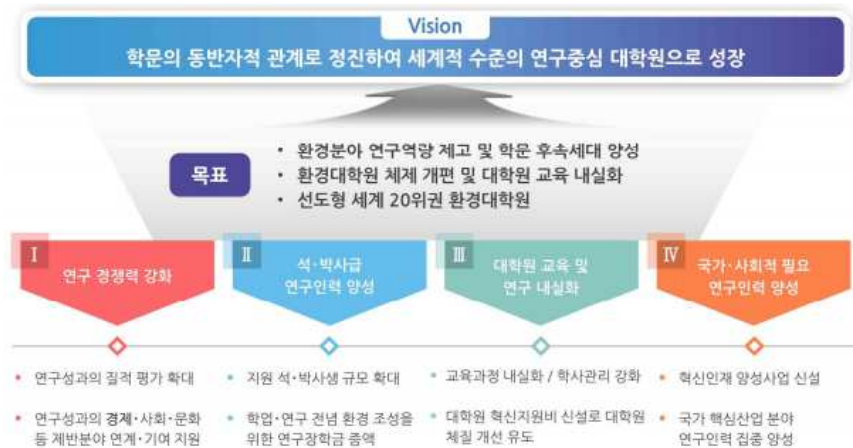 Vision
학문의 동반자적 관계로 정진하여 세계적 수준의 연구중심 대학원으로 성장
목표
• 환경분야 연구역량 제고 및 학문 후속세대 양성
• 환경대학원 체제 개편 및 대학원 교육 내실화
• 선도형 세계 20위권 환경대학원
I
연구 경쟁력 강화
II
석·박사급
연구인력 양성
III
대학원 교육 및
연구 내실화
IV
국가·사회적 필요
연구인력 양성
• 연구성과의 질적 평가 확대
• 연구성과의 경제·사회·문화
등 제반분야 연계·기여 지원
• 지원 석·박사생 규모 확대
• 학업·연구 전념 환경 조성을
위한 연구장학금 증액
• 교육과정 내실화 / 학사관리 강화
• 대학원 혁신지원비 신설로 대학원
체질 개선 유도
• 혁신인재 양성사업 신설
• 국가 핵심산업 분야
연구인력 집중 양성